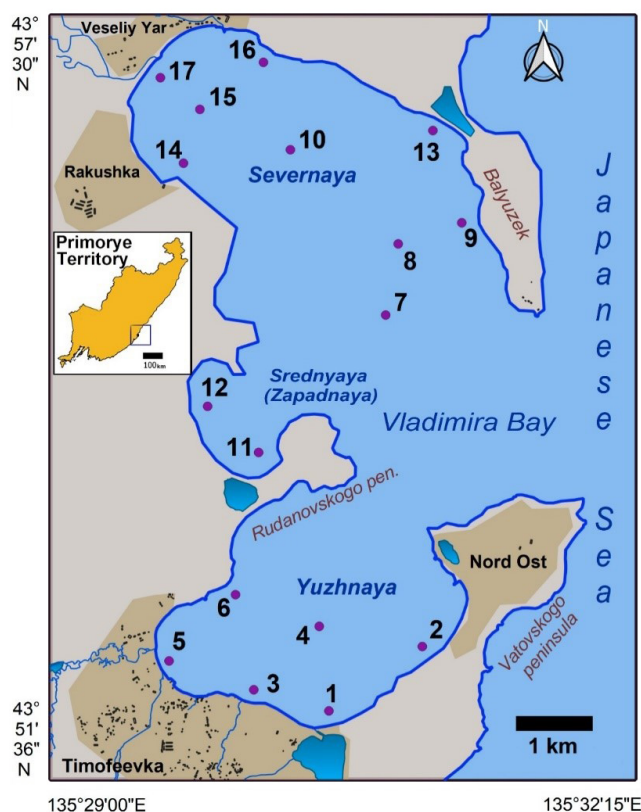 43°
57'
30"
N
Veseliy Yar
16
N
17
15
10
13
14
Severnaya
Rakushka
Balyuzek
Japanese Sea
9
8
7
Primorye
Territory
100km
Srednyaya
(Zapadnaya)
12
Vladimira Bay
11
Rudanovskogo pen.
Nord Ost
Yuzhnaya
6
4
2
5
Vatovskogo
peninsula
3
1
43°
51'
36"
N
1 km
Timofeevka
135°29'00"E
135°32'15"E